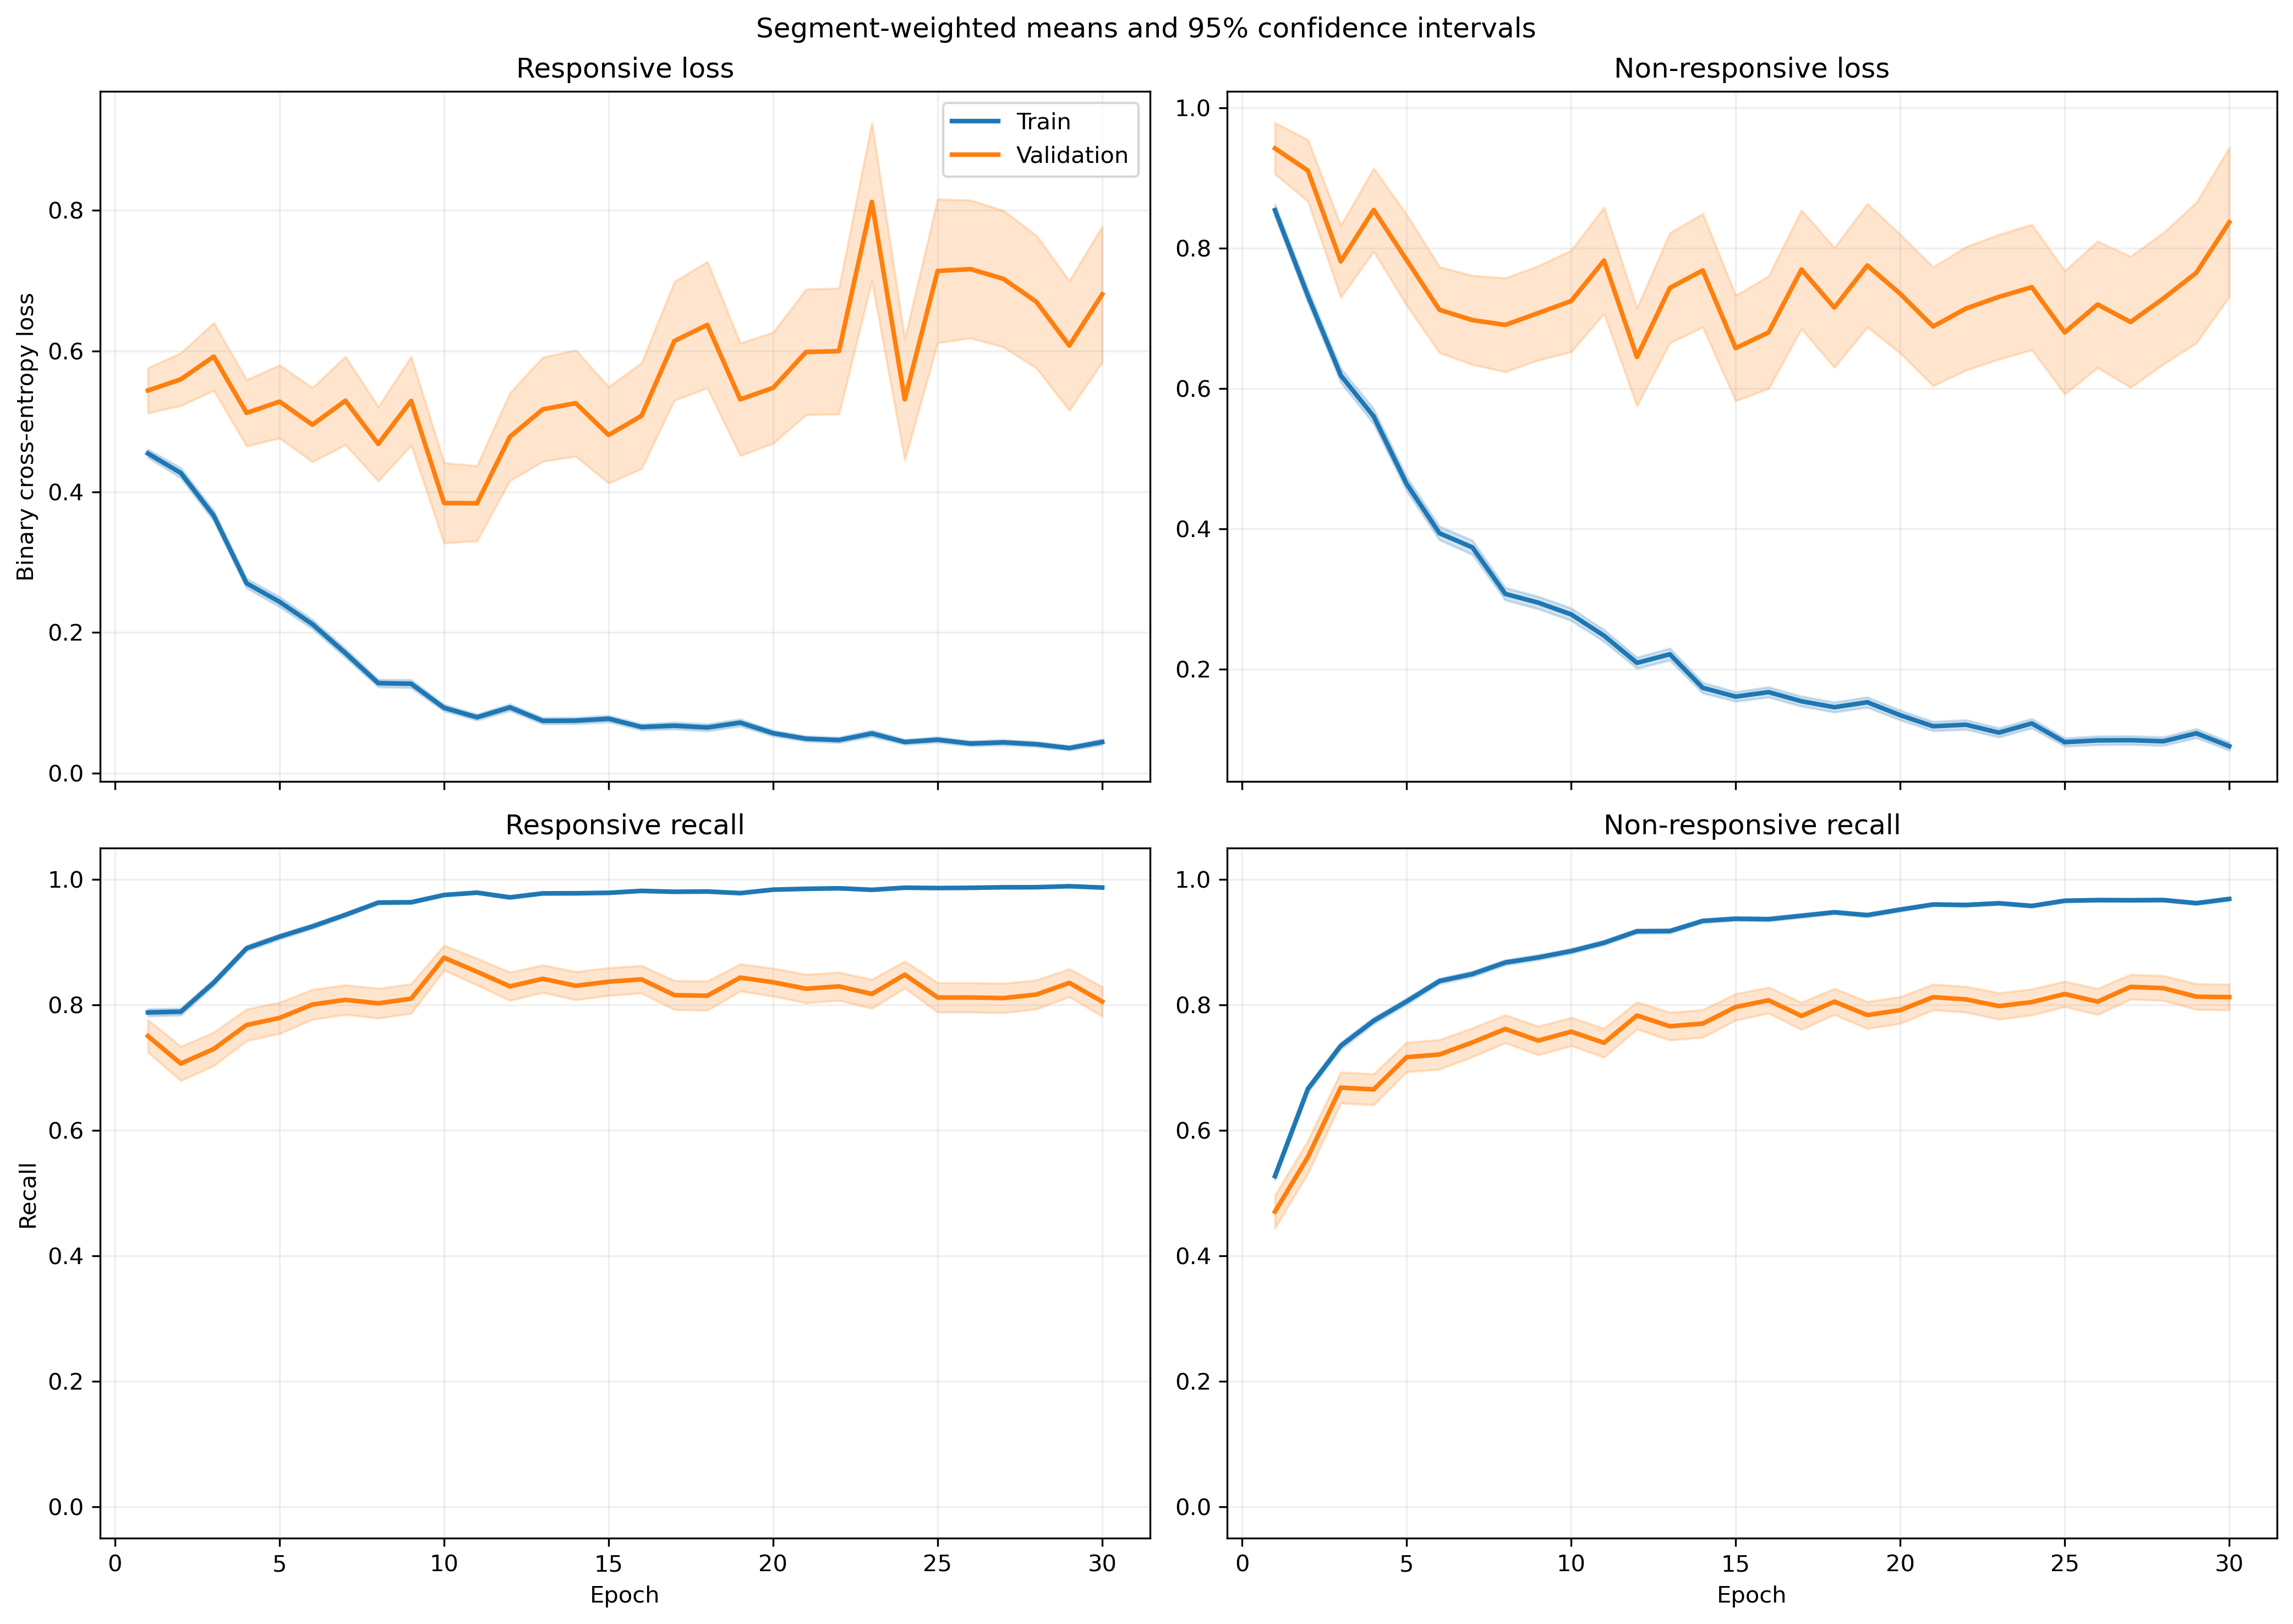 Segment-weighted means and 95% confidence intervals
Responsive loss
Non-responsive loss
Train
Validation
Binary cross-entropy loss
0.8
0.6
0.4
0.2
0.0
1.0
0.8
0.6
0.4
0.2
Responsive recall
Non-responsive recall
Recall
1.0
0.8
0.6
0.4
0.2
0.0
1.0
0.8
0.6
0.4
0.2
0.0
0 5 10 15 20 25 30
0 5 10 15 20 25 30
Epoch
Epoch